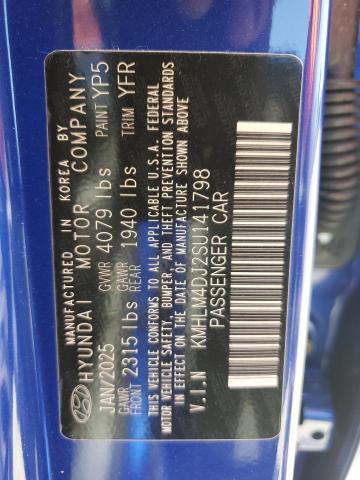 MANUFACTURED IN KOREA BY
HYUNDAI MOTOR COMPANY
JAN/2025 GVWR 4079 lbs PAINT YP5
GAWR FRONT 2315 lbs GAWR REAR 1940 lbs TRIM YFR
THIS VEHICLE CONFORMS TO ALL APPLICABLE U.S.A. FEDERAL
MOTOR VEHICLE SAFETY, BUMPER, AND THEFT PREVENTION STANDARDS
IN EFFECT ON THE DATE OF MANUFACTURE SHOWN ABOVE.
V.I.N KMHLM4DJ2SU141798
PASSENGER CAR